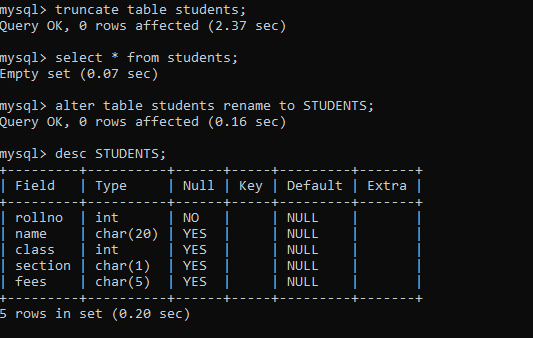 mysql> truncate table students;
Query OK, 0 rows affected (2.37 sec)
mysql> select * from students;
Empty set (0.07 sec)
mysql> alter table students rename to STUDENTS;
Query OK, 0 rows affected (0.16 sec)
mysql> desc STUDENTS;
+---------+----------+------+-----+---------+-------+
| Field   | Type     | Null | Key | Default | Extra |
+---------+----------+------+-----+---------+-------+
| rollno  | int      | NO   |     | NULL    |       |
| name    | char(20) | YES  |     | NULL    |       |
| class   | int      | YES  |     | NULL    |       |
| section | char(1)  | YES  |     | NULL    |       |
| fees    | char(5)  | YES  |     | NULL    |       |
+---------+----------+------+-----+---------+-------+
5 rows in set (0.20 sec)